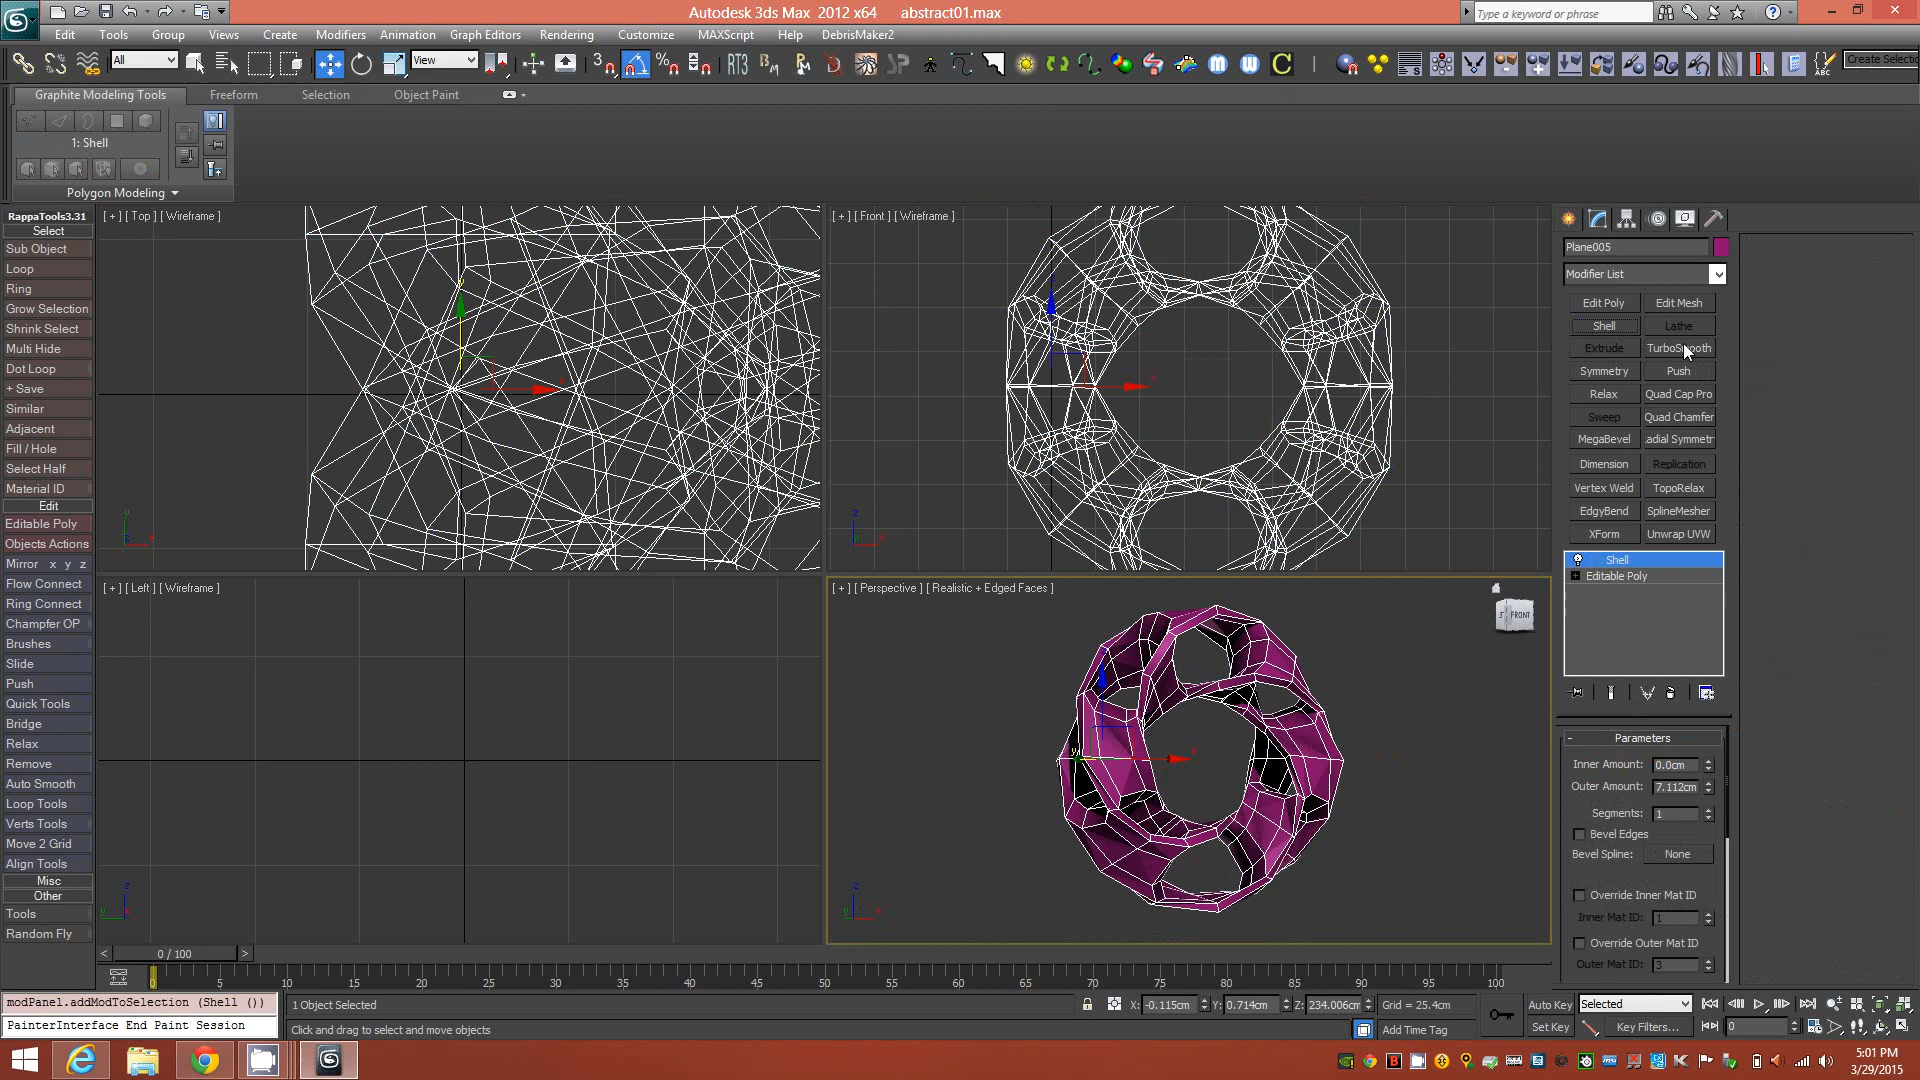 Autodesk 3ds Max 2012 x64 abstract01.max
Type a keyword or phrase
Edit Tools Group Views Create Modifiers Animation Graph Editors Rendering Customize MAXScript Help DebrisMaker2
All
View
Create Selectio
Graphite Modeling Tools Freeform Selection Object Paint
1: Shell
Polygon Modeling
RappaTools3.31
Select
Sub Object
Loop
Ring
Grow Selection
Shrink Select
Multi Hide
Dot Loop
+ Save
Similar
Adjacent
Fill / Hole
Select Half
Material ID
Edit
Editable Poly
Objects Actions
Mirror x y z
Flow Connect
Ring Connect
Champfer OP
Brushes
Slide
Push
Quick Tools
Bridge
Relax
Remove
Auto Smooth
Loop Tools
Verts Tools
Move 2 Grid
Align Tools
Misc
Other
Tools
Random Fly
[ + ] [ Top ] [ Wireframe ]
[ + ] [ Front ] [ Wireframe ]
[ + ] [ Left ] [ Wireframe ]
[ + ] [ Perspective ] [ Realistic + Edged Faces ]
FRONT
Plane005
Modifier List
Edit Poly Edit Mesh
Shell Lathe
Extrude TurboSmooth
Symmetry Push
Relax Quad Cap Pro
Sweep Quad Chamfer
MegaBevel adial Symmetr
Dimension Replication
Vertex Weld TopoRelax
EdgyBend SplineMesher
XForm Unwrap UVW
Shell
Editable Poly
Parameters
Inner Amount: 0.0cm
Outer Amount: 7.112cm
Segments: 1
Bevel Edges
Bevel Spline: None
Override Inner Mat ID
Inner Mat ID: 1
Override Outer Mat ID
Outer Mat ID: 3
< 0 / 100 >
0 5 10 15 20 25 30 35 40 45 50 55 60 65 70 75 80 85 90 95 100
modPanel.addModToSelection (Shell ())
PainterInterface End Paint Session
1 Object Selected
Click and drag to select and move objects
X: -0.115cm Y: 0.714cm Z: 234.006cm Grid = 25.4cm
Add Time Tag
Auto Key Selected
Set Key Key Filters...
0
5:01 PM
3/29/2015